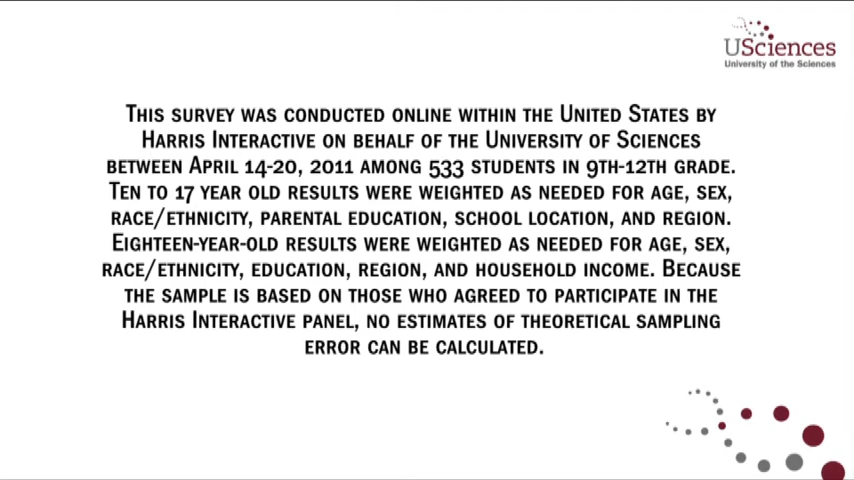 USciences
University of the Sciences
This survey was conducted online within the United States by
Harris Interactive on behalf of the University of Sciences
between April 14-20, 2011 among 533 students in 9th-12th grade.
Ten to 17 year old results were weighted as needed for age, sex,
race/ethnicity, parental education, school location, and region.
Eighteen-year-old results were weighted as needed for age, sex,
race/ethnicity, education, region, and household income. Because
the sample is based on those who agreed to participate in the
Harris Interactive panel, no estimates of theoretical sampling
error can be calculated.